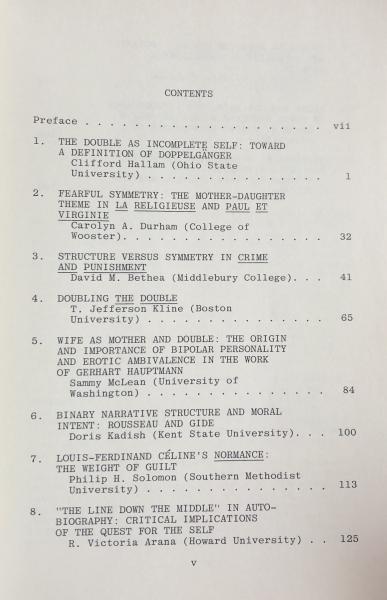 CONTENTS
Preface . . . . . . . . . . . . . . . . . . . . vii
1. THE DOUBLE AS INCOMPLETE SELF: TOWARD
A DEFINITION OF DOPPELGÄNGER
Clifford Hallam (Ohio State
University) . . . . . . . . . . . . . . . 1
2. FEARFUL SYMMETRY: THE MOTHER-DAUGHTER
THEME IN LA RELIGIEUSE AND PAUL ET
VIRGINIE
Carolyn A. Durham (College of
Wooster). . . . . . . . . . . . . . . . . 32
3. STRUCTURE VERSUS SYMMETRY IN CRIME
AND PUNISHMENT
David M. Bethea (Middlebury College). . . 41
4. DOUBLING THE DOUBLE
T. Jefferson Kline (Boston
University) . . . . . . . . . . . . . . . 65
5. WIFE AS MOTHER AND DOUBLE: THE ORIGIN
AND IMPORTANCE OF BIPOLAR PERSONALITY
AND EROTIC AMBIVALENCE IN THE WORK
OF GERHART HAUPTMANN
Sammy McLean (University of
Washington) . . . . . . . . . . . . . . . 84
6. BINARY NARRATIVE STRUCTURE AND MORAL
INTENT: ROUSSEAU AND GIDE
Doris Kadish (Kent State University). . . 100
7. LOUIS-FERDINAND CÉLINE'S NORMANCE:
THE WEIGHT OF GUILT
Philip H. Solomon (Southern Methodist
University) . . . . . . . . . . . . . . . 113
8. "THE LINE DOWN THE MIDDLE" IN AUTO-
BIOGRAPHY: CRITICAL IMPLICATIONS
OF THE QUEST FOR THE SELF
R. Victoria Arana (Howard University) . . 125
v